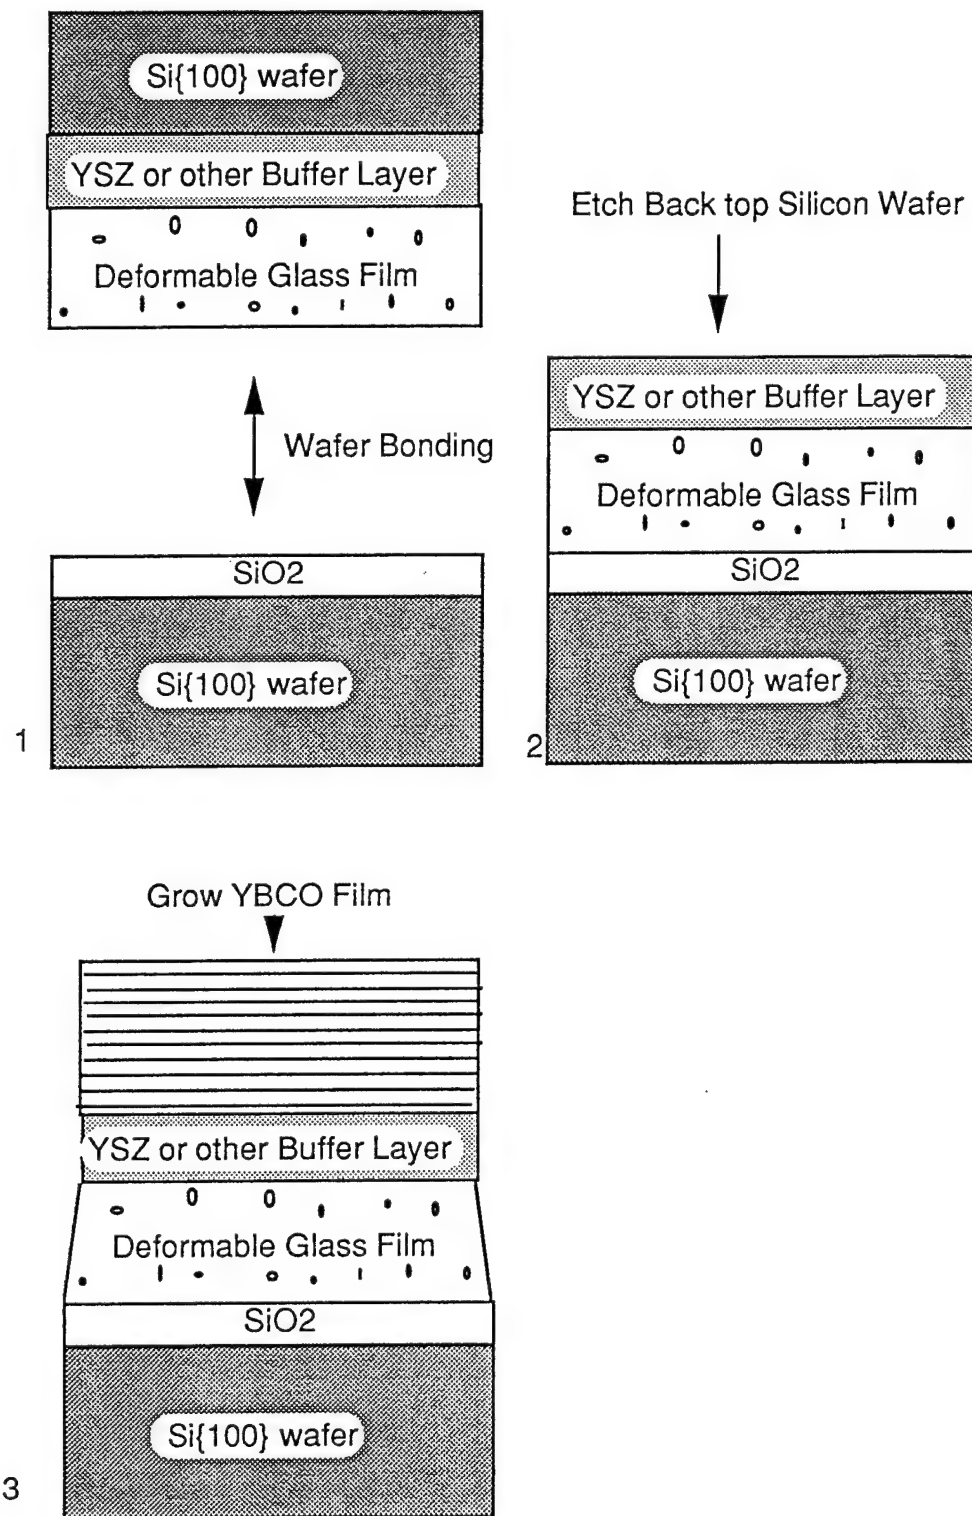 Si{100} wafer
YSZ or other Buffer Layer
Deformable Glass Film
Wafer Bonding
SiO2
Si{100} wafer
1
Etch Back top Silicon Wafer
YSZ or other Buffer Layer
Deformable Glass Film
SiO2
Si{100} wafer
2
Grow YBCO Film
YSZ or other Buffer Layer
Deformable Glass Film
SiO2
Si{100} wafer
3